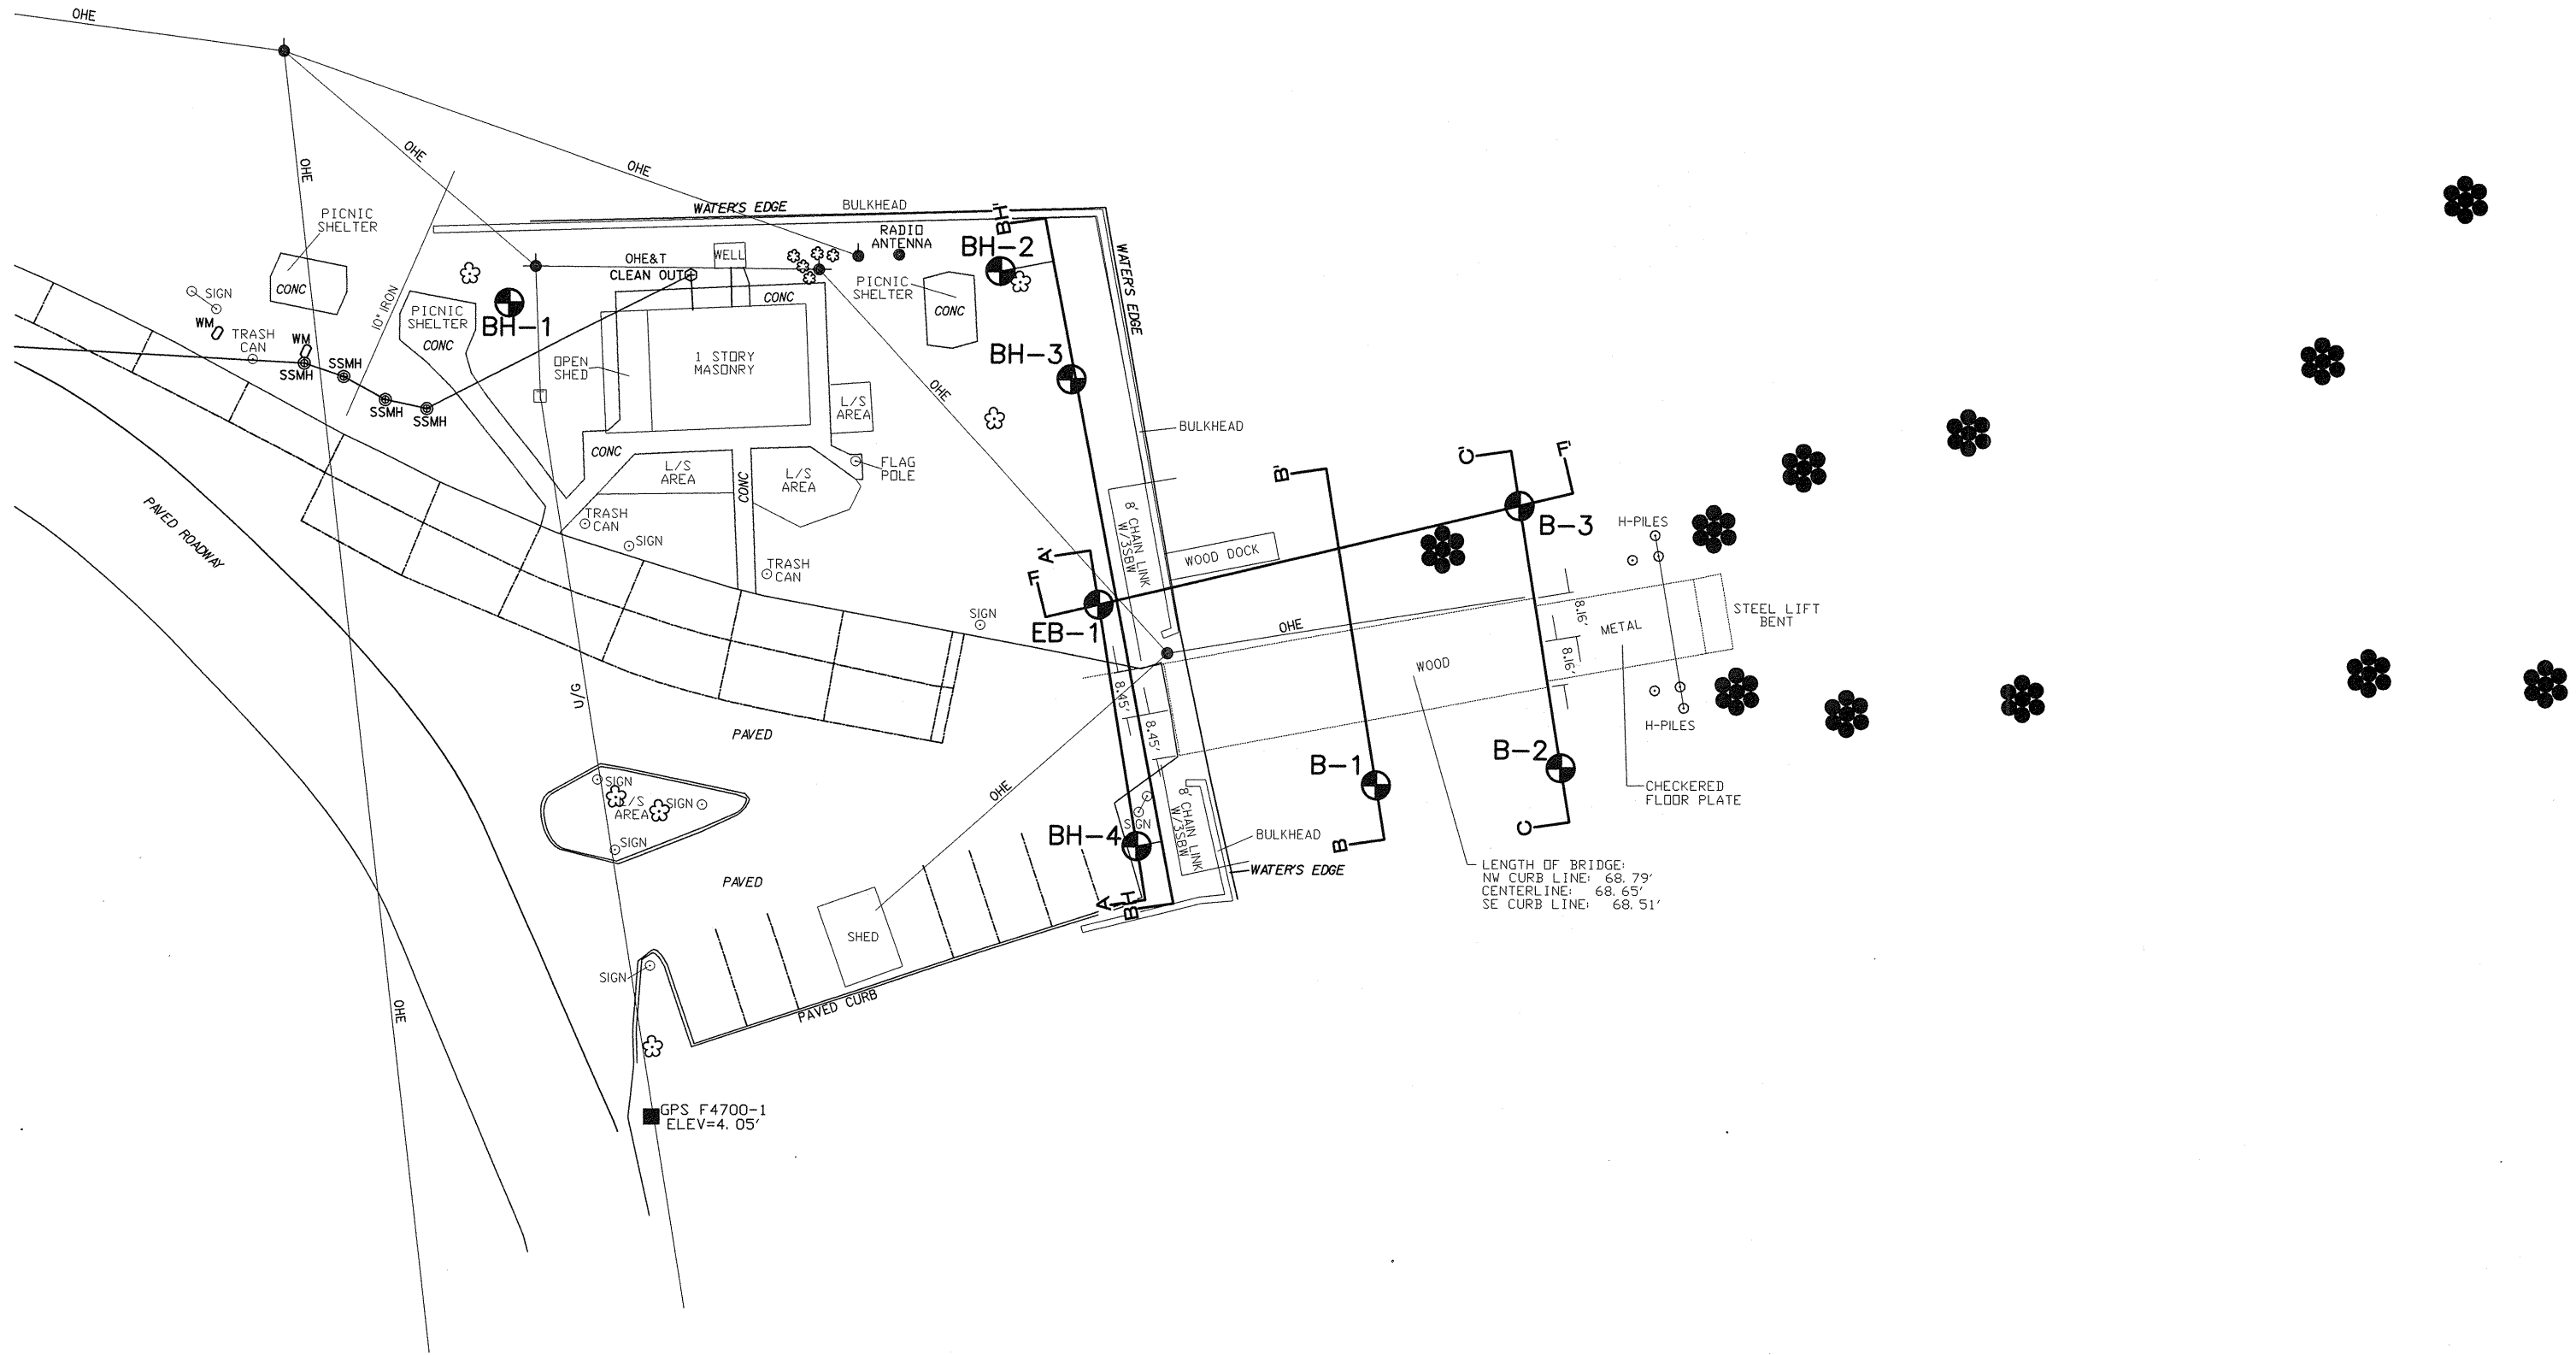 OHE
OHE
OHE
OHE
PICNIC
SHELTER
CONC
SIGN
WM
TRASH
CAN
WM
SSMH
SSMH
SSMH
SSMH
10" IRON
PICNIC
SHELTER
CONC
BH-1
WATER'S EDGE
BULKHEAD
OHE&T
CLEAN OUT
WELL
RADIO
ANTENNA
CONC
OPEN
SHED
1 STORY
MASONRY
L/S
AREA
PICNIC
SHELTER
CONC
BH
BH-2
WATER'S EDGE
BH-3
OHE
CONC
L/S
AREA
CONC
L/S
AREA
FLAG
POLE
TRASH
CAN
SIGN
TRASH
CAN
SIGN
BULKHEAD
8' CHAIN LINK
W/3SBW
WOOD DOCK
A
F
EB-1
B
C
F
B-3
H-PILES
8.16'
8.16'
METAL
STEEL LIFT
BENT
OHE
WOOD
H-PILES
8.45'
8.45'
PAVED ROADWAY
U/G
PAVED
SIGN
L/S
AREA
SIGN
SIGN
OHE
B-1
B-2
CHECKERED
FLOOR PLATE
BH-4
SIGN
8' CHAIN LINK
W/3SBW
BULKHEAD
B
C
WATER'S EDGE
LENGTH OF BRIDGE:
NW CURB LINE: 68.79'
CENTERLINE: 68.65'
SE CURB LINE: 68.51'
PAVED
A
BH
SHED
SIGN
PAVED CURB
OHE
GPS F4700-1
ELEV=4.05'